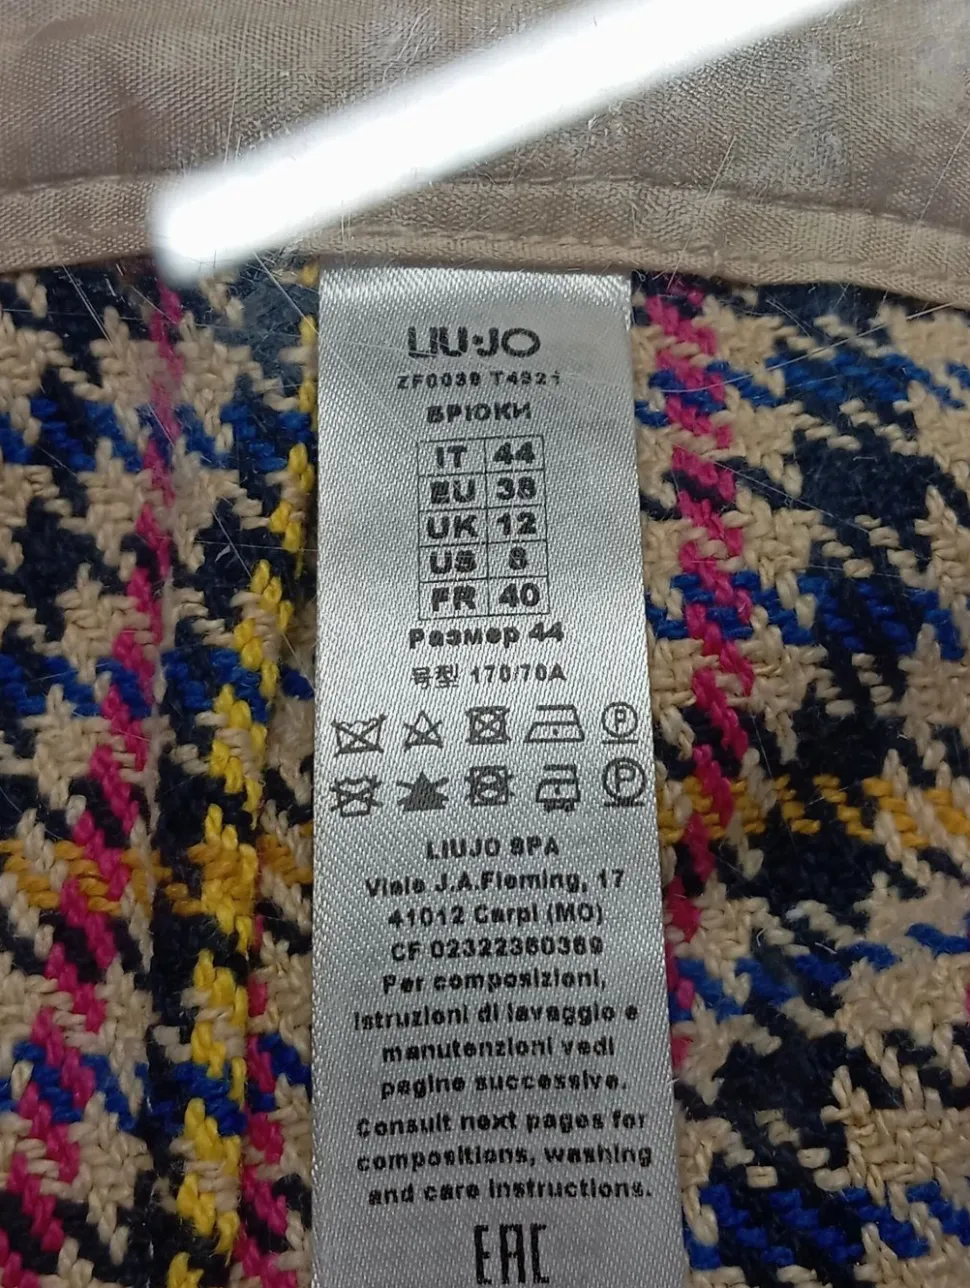 LIU·JO
ZF0039 T4921
БРЮКИ
IT 44
EU 38
UK 12
US 8
FR 40
Размер 44
号型 170/70A
P
P
LIUJO SPA
Viale J.A.Fleming, 17
41012 Carpi (MO)
CF 02322360369
Per composizioni,
istruzioni di lavaggio e
manutenzioni vedi
pagine successive.
Consult next pages for
compositions, washing
and care instructions.
EAC